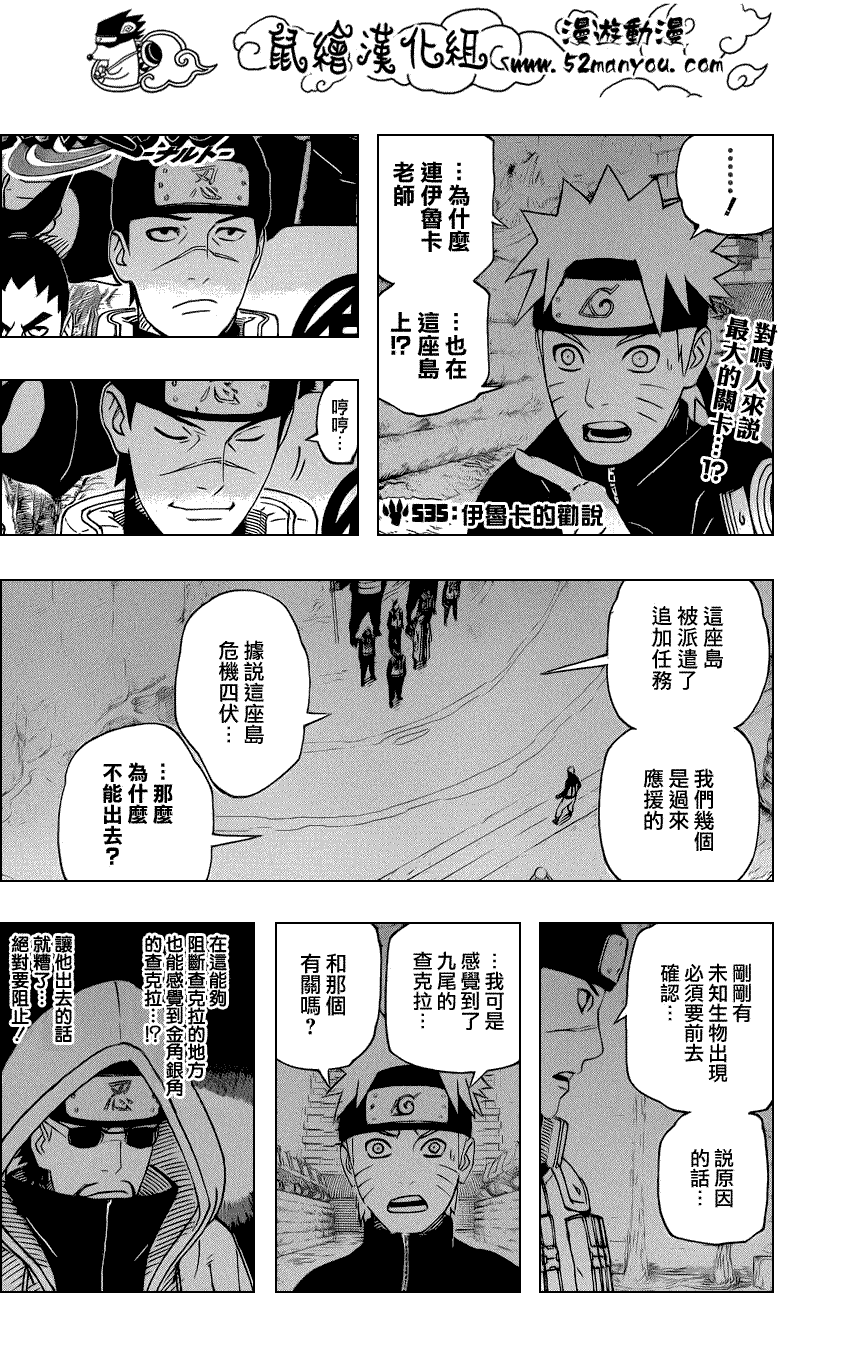 鼠繪漢化組
漫遊動漫
www.52manyou.com
……！
…為什麼
連伊魯卡
老師
…也在
這座島
上!?
對鳴人來說
最大的關卡…!?
535：伊魯卡的勸說
ーナルトー
忍
哼哼…
這座島
被派遣了
追加任務
我們幾個
是過來
應援的
據說這座島
危機四伏…
…那麼
為什麼
不能出去？
剛剛有
未知生物出現
必須要前去
確認…
説原因
的話…
…我可是
感覺到了
九尾的
查克拉…
和那個
有關嗎？
在這能夠
阻斷查克拉的地方
也能感覺到金角銀角
的查克拉…!?
讓他出去的話
就糟了…
絕對要阻止！
忍